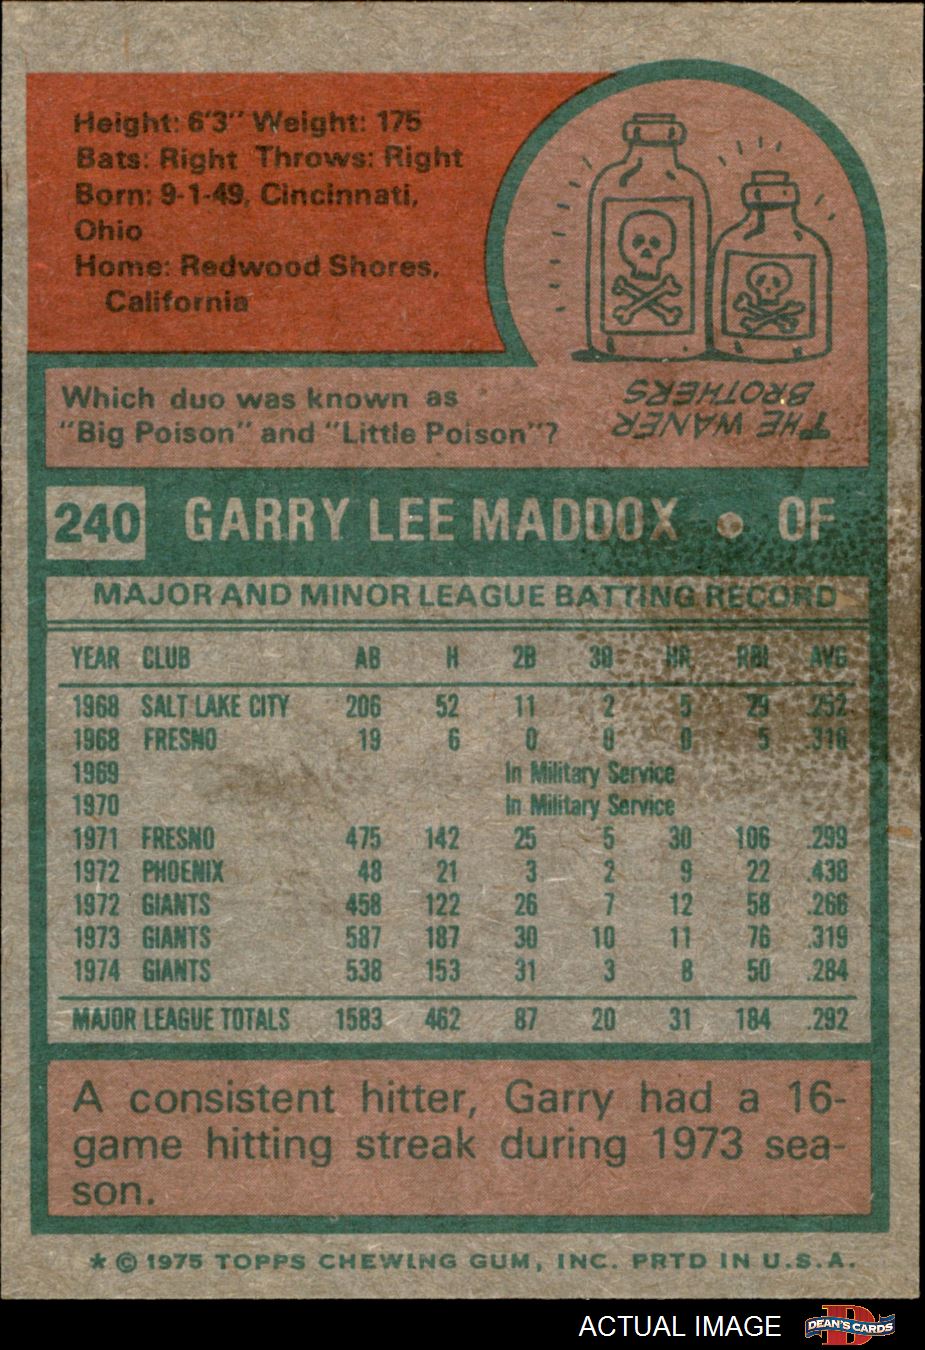 Height: 6'3" Weight: 175
Bats: Right Throws: Right
Born: 9-1-49, Cincinnati,
Ohio
Home: Redwood Shores,
California
Which duo was known as
"Big Poison" and "Little Poison"?
THE WANER
BROTHERS
240 GARRY LEE MADDOX • OF
MAJOR AND MINOR LEAGUE BATTING RECORD
YEAR CLUB AB H 2B 3B HR RBI AVG
1968 SALT LAKE CITY 206 52 11 2 5 29 .252
1968 FRESNO 19 6 0 0 0 5 .316
1969 In Military Service
1970 In Military Service
1971 FRESNO 475 142 25 5 30 106 .299
1972 PHOENIX 48 21 3 2 9 22 .438
1972 GIANTS 458 122 26 7 12 58 .266
1973 GIANTS 587 187 30 10 11 76 .319
1974 GIANTS 538 153 31 3 8 50 .284
MAJOR LEAGUE TOTALS 1583 462 87 20 31 184 .292
A consistent hitter, Garry had a 16-
game hitting streak during 1973 sea-
son.
* © 1975 TOPPS CHEWING GUM, INC. PRTD IN U.S.A.
ACTUAL IMAGE DEAN'S CARDS